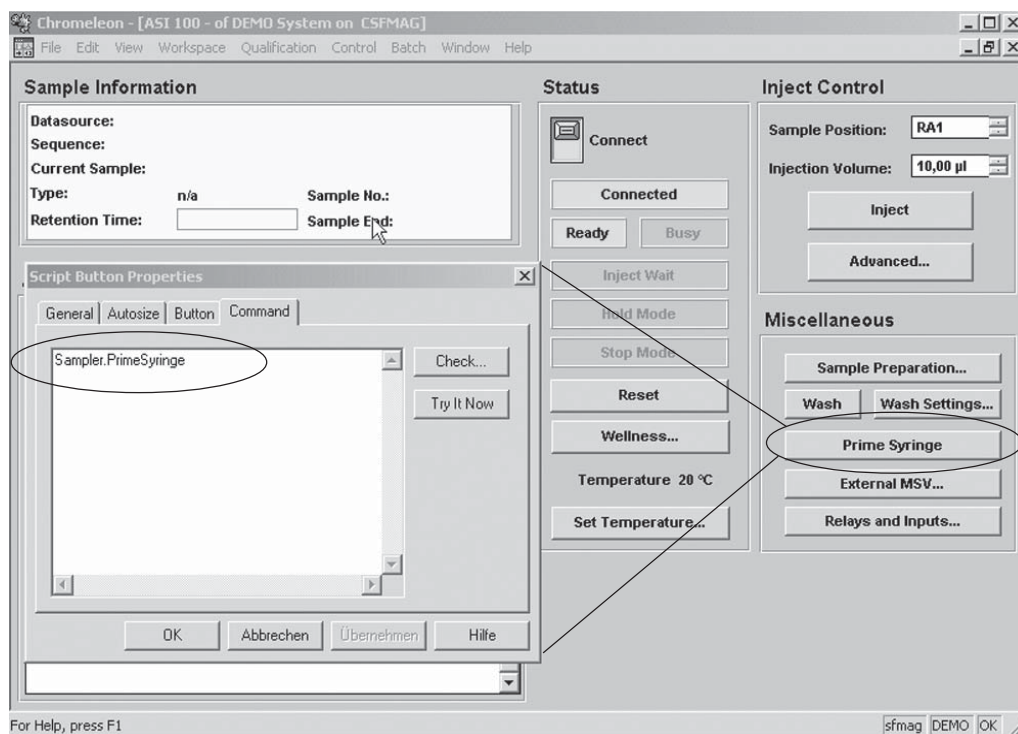 Chromeleon - [ASI 100 - of DEMO System on CSFMAG]
File Edit View Workspace Qualification Control Batch Window Help
Sample Information
Datasource:
Sequence:
Current Sample:
Type: n/a Sample No.:
Retention Time: Sample End:
Script Button Properties
General Autosize Button Command
Sampler.PrimeSyringe
Check...
Try It Now
OK Abbrechen Übernehmen Hilfe
Status
Connect
Connected
Ready Busy
Inject Wait
Hold Mode
Stop Mode
Reset
Wellness...
Temperature 20 ºC
Set Temperature...
Inject Control
Sample Position: RA1
Injection Volume: 10,00 µl
Inject
Advanced...
Miscellaneous
Sample Preparation...
Wash Wash Settings...
Prime Syringe
External MSV...
Relays and Inputs...
For Help, press F1 sfmag DEMO OK